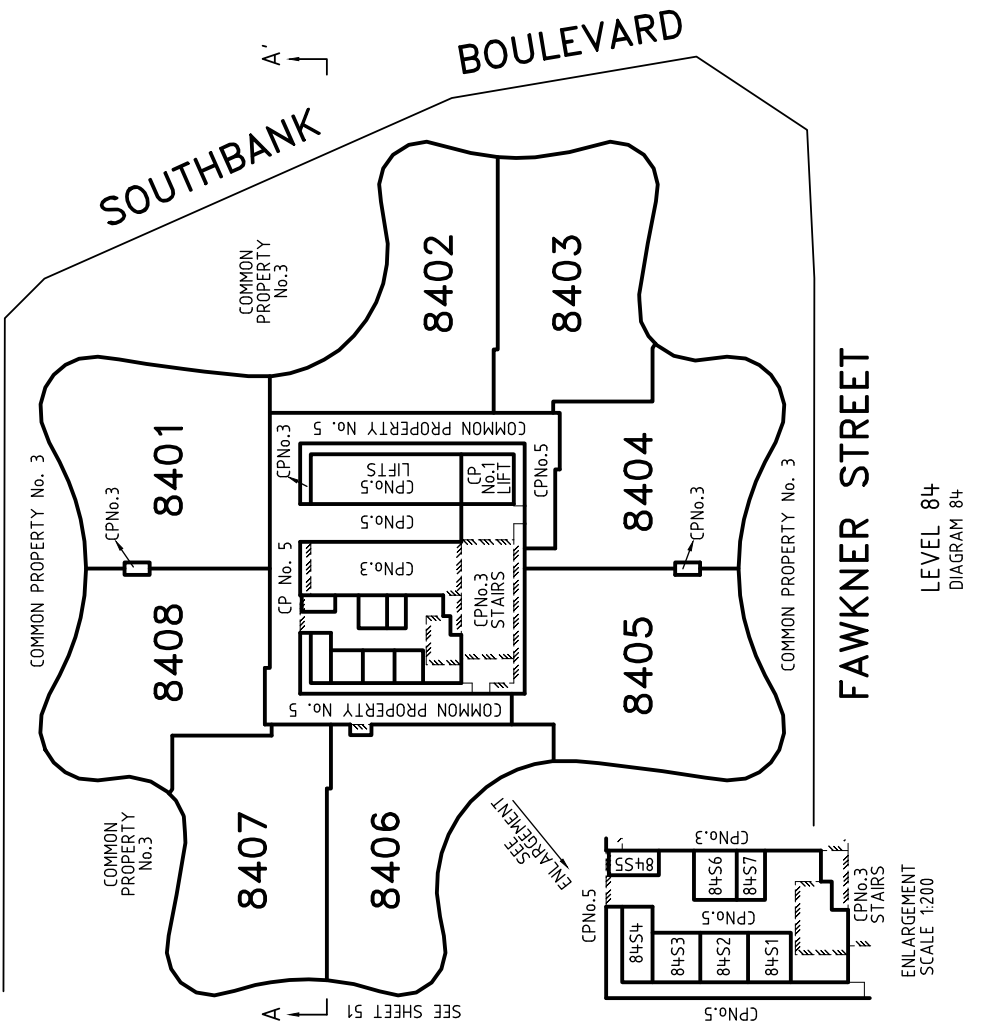 SOUTHBANK
BOULEVARD
A'
COMMON
PROPERTY
No.3
COMMON PROPERTY No. 3
8401
8402
8403
8404
8405
8406
8407
8408
CPNo.3
COMMON PROPERTY No. 5
CPNo.3
CPNo.5
LIFTS
CP
No.1
LIFT
CPNo.5
CPNo.5
CP No. 5
CPNo.3
CPNo.3
STAIRS
COMMON PROPERTY No. 5
CPNo.3
COMMON PROPERTY No. 3
COMMON
PROPERTY
No.3
FAWKNER STREET
LEVEL 84
DIAGRAM 84
A
SEE SHEET 51
SEE
ENLARGEMENT
CPNo.5
CPNo.3
84S5
84S6
84S7
CPNo.5
84S4
84S3
84S2
84S1
CPNo.3
STAIRS
CPNo.5
ENLARGEMENT
SCALE 1:200